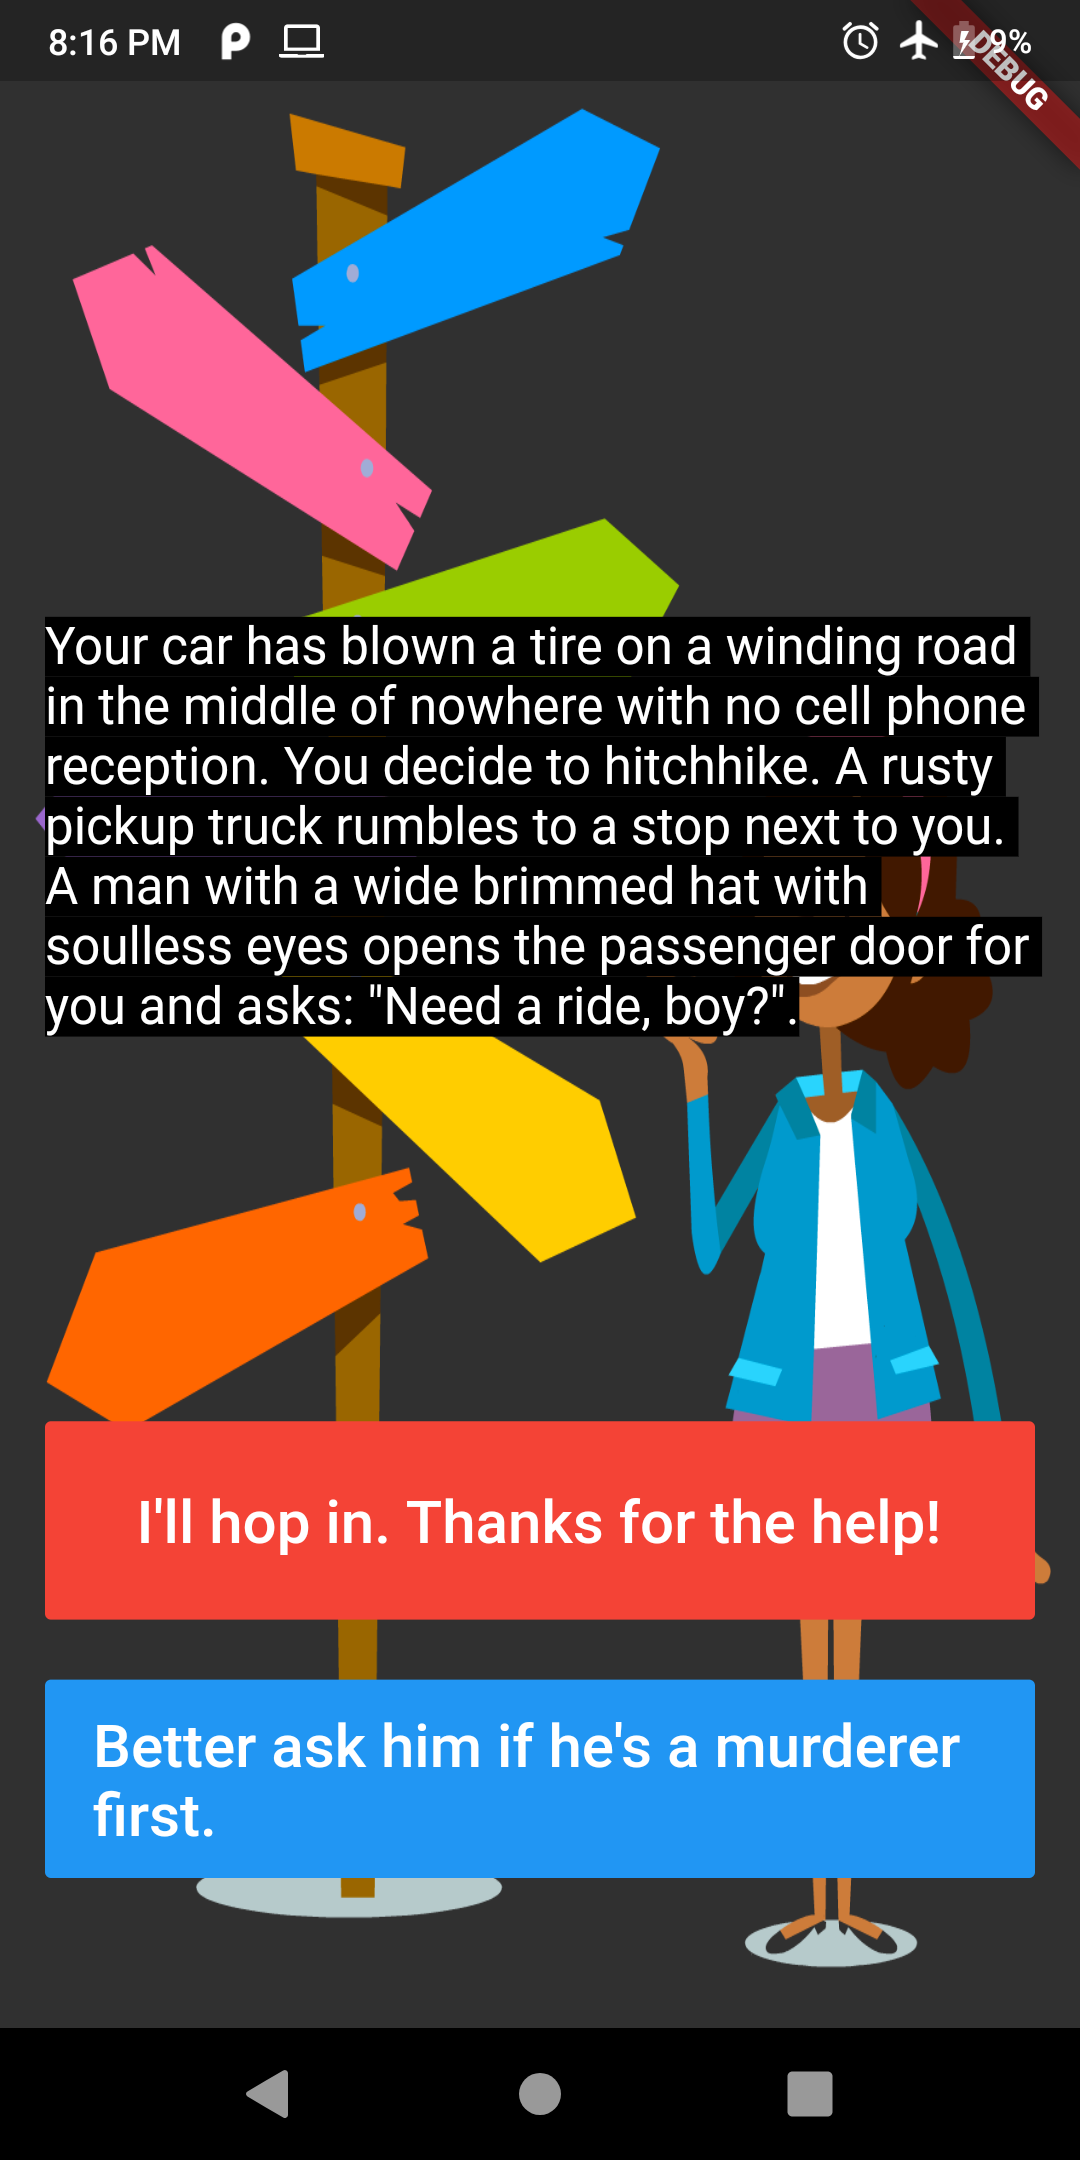 8:16 PM
9%
DEBUG
Your car has blown a tire on a winding road
in the middle of nowhere with no cell phone
reception. You decide to hitchhike. A rusty
pickup truck rumbles to a stop next to you.
A man with a wide brimmed hat with
soulless eyes opens the passenger door for
you and asks: "Need a ride, boy?".
I'll hop in. Thanks for the help!
Better ask him if he's a murderer
first.